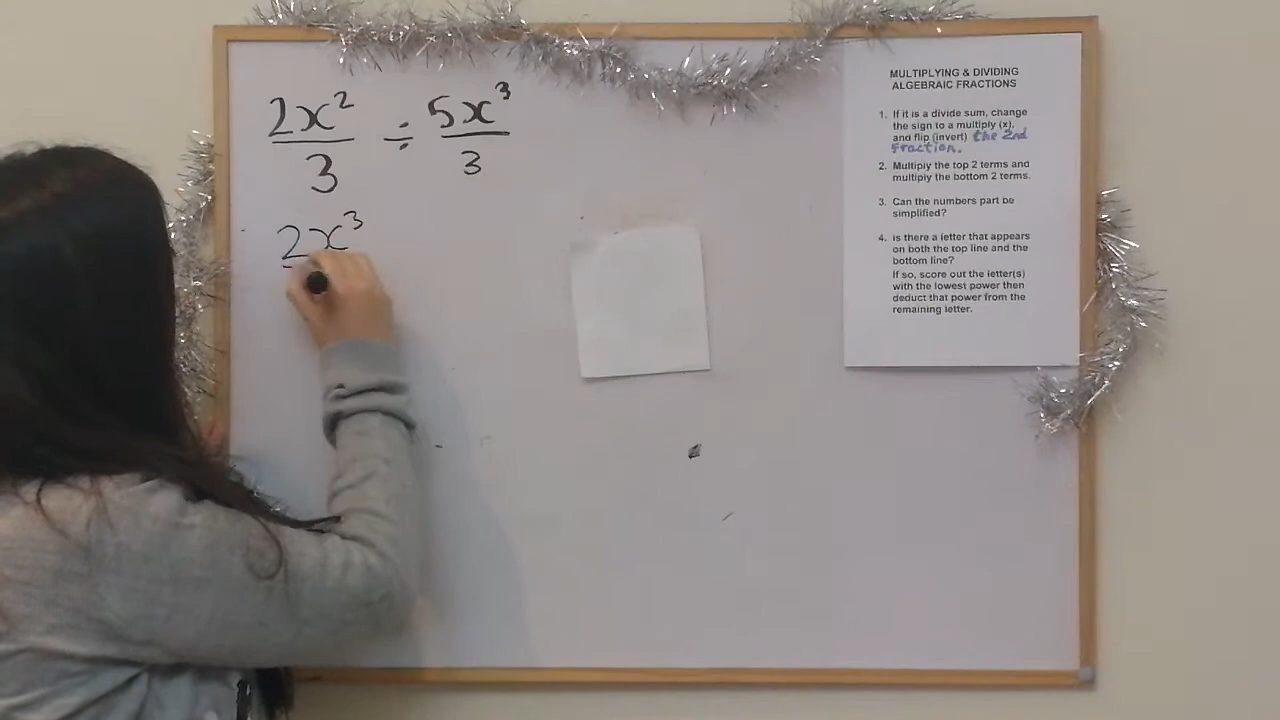 2x² / 3 ÷ 5x³ / 3
2x³
MULTIPLYING & DIVIDING
ALGEBRAIC FRACTIONS
1. If it is a divide sum, change
the sign to a multiply (x),
and flip (invert) the 2nd
fraction.
2. Multiply the top 2 terms and
multiply the bottom 2 terms.
3. Can the numbers part be
simplified?
4. Is there a letter that appears
on both the top line and the
bottom line?
If so, score out the letter(s)
with the lowest power then
deduct that power from the
remaining letter.